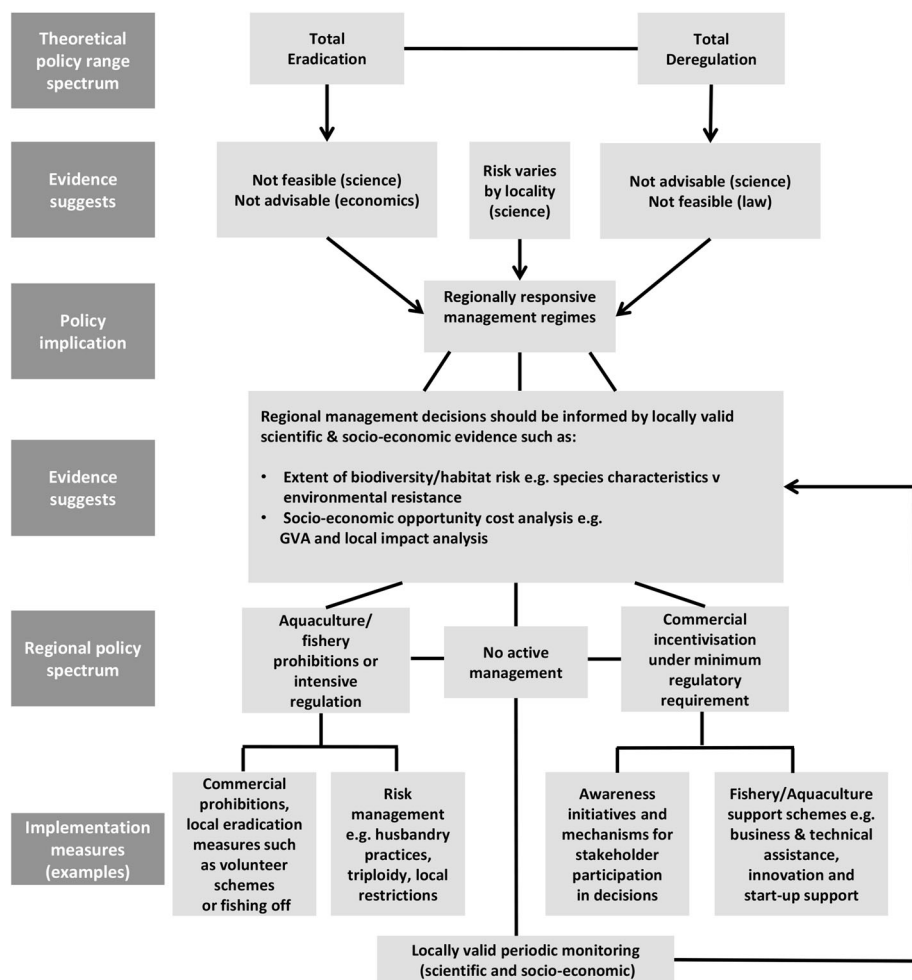 Theoretical
policy range
spectrum
Total
Eradication
Total
Deregulation
Evidence
suggests
Not feasible (science)
Not advisable (economics)
Risk varies
by locality
(science)
Not advisable (science)
Not feasible (law)
Policy
implication
Regionally responsive
management regimes
Evidence
suggests
Regional management decisions should be informed by locally valid
scientific & socio-economic evidence such as:
• Extent of biodiversity/habitat risk e.g. species characteristics v
environmental resistance
• Socio-economic opportunity cost analysis e.g.
GVA and local impact analysis
Regional policy
spectrum
Aquaculture/
fishery
prohibitions or
intensive
regulation
No active
management
Commercial
incentivisation
under minimum
regulatory
requirement
Implementation
measures
(examples)
Commercial
prohibitions,
local eradication
measures such
as volunteer
schemes
or fishing off
Risk
management
e.g. husbandry
practices,
triploidy, local
restrictions
Awareness
initiatives and
mechanisms for
stakeholder
participation
in decisions
Fishery/Aquaculture
support schemes e.g.
business & technical
assistance,
innovation and
start-up support
Locally valid periodic monitoring
(scientific and socio-economic)